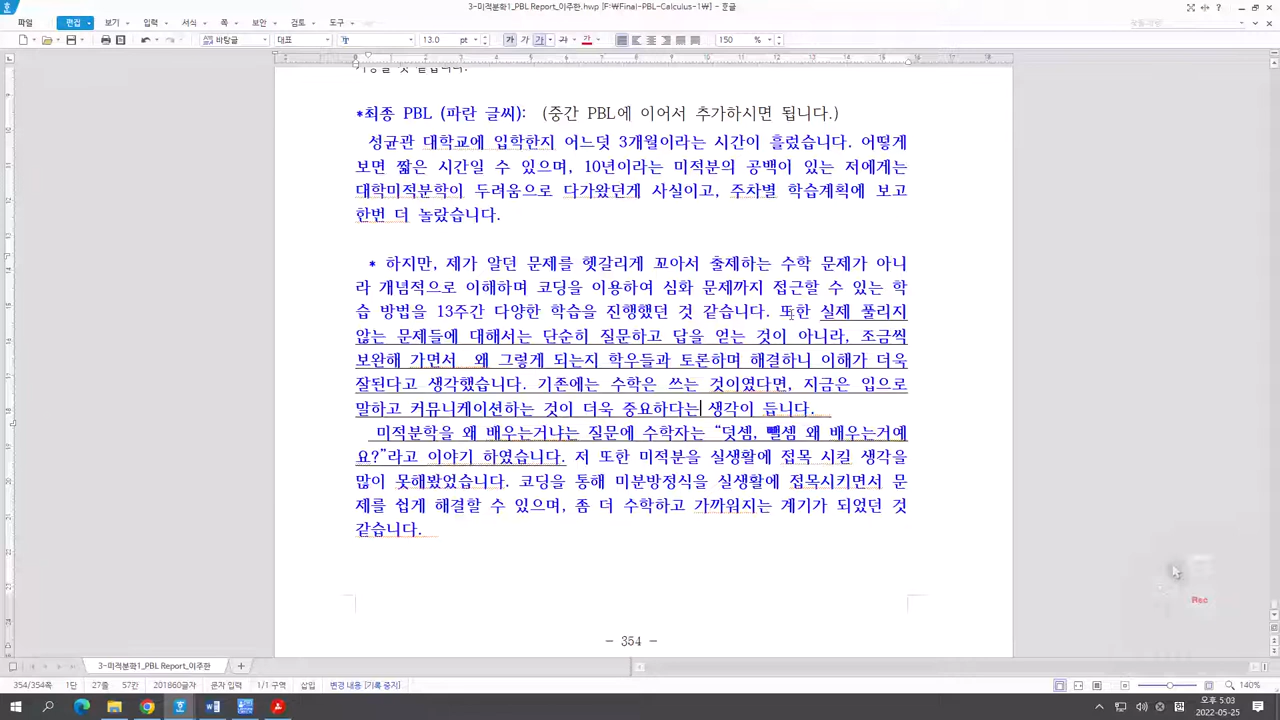 3-미적분학1_PBL Report_이주한.hwp [F:₩Final-PBL-Calculus-1₩] - 한글
파일 편집 보기 입력 서식 쪽 보안 검토 도구
바탕글 대표 13.0 pt 가 가 가 가 가 150 %
*최종 PBL (파란 글씨): (중간 PBL에 이어서 추가하시면 됩니다.)
성균관 대학교에 입학한지 어느덧 3개월이라는 시간이 흘렀습니다. 어떻게
보면 짧은 시간일 수 있으며, 10년이라는 미적분의 공백이 있는 저에게는
대학미적분학이 두려움으로 다가왔던게 사실이고, 주차별 학습계획에 보고
한번 더 놀랐습니다.
* 하지만, 제가 알던 문제를 헷갈리게 꼬아서 출제하는 수학 문제가 아니
라 개념적으로 이해하며 코딩을 이용하여 심화 문제까지 접근할 수 있는 학
습 방법을 13주간 다양한 학습을 진행했던 것 같습니다. 또한 실제 풀리지
않는 문제들에 대해서는 단순히 질문하고 답을 얻는 것이 아니라, 조금씩
보완해 가면서 왜 그렇게 되는지 학우들과 토론하며 해결하니 이해가 더욱
잘된다고 생각했습니다. 기존에는 수학은 쓰는 것이였다면, 지금은 입으로
말하고 커뮤니케이션하는 것이 더욱 중요하다는 생각이 듭니다.
미적분학을 왜 배우는거냐는 질문에 수학자는 “덧셈, 뺄셈 왜 배우는거예
요?”라고 이야기 하였습니다. 저 또한 미적분을 실생활에 접목 시킬 생각을
많이 못해봤었습니다. 코딩을 통해 미분방정식을 실생활에 접목시키면서 문
제를 쉽게 해결할 수 있으며, 좀 더 수학하고 가까워지는 계기가 되었던 것
같습니다.
Rec
- 354 -
3-미적분학1_PBL Report_이주한
354/354쪽 1단 27줄 57칸 201860글자 문자 입력 1/1 구역 삽입 변경 내용 [기록 중지] 140%
오후 5:03
2022-05-25